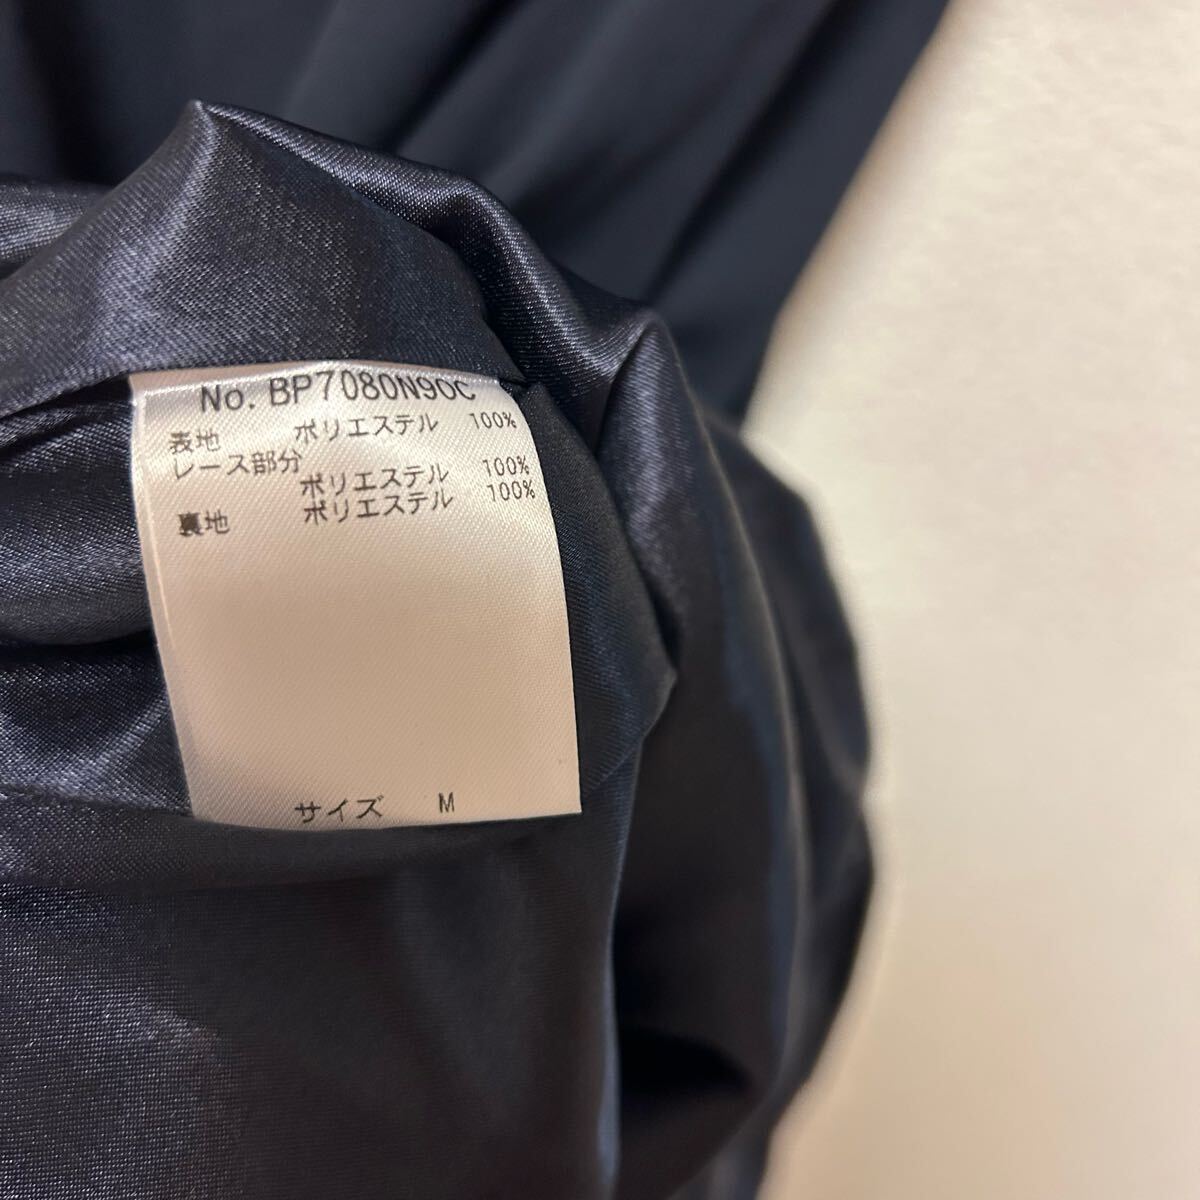 No. BP7080N90C
表地 ポリエステル 100%
レース部分
ポリエステル 100%
裏地 ポリエステル 100%
サイズ M